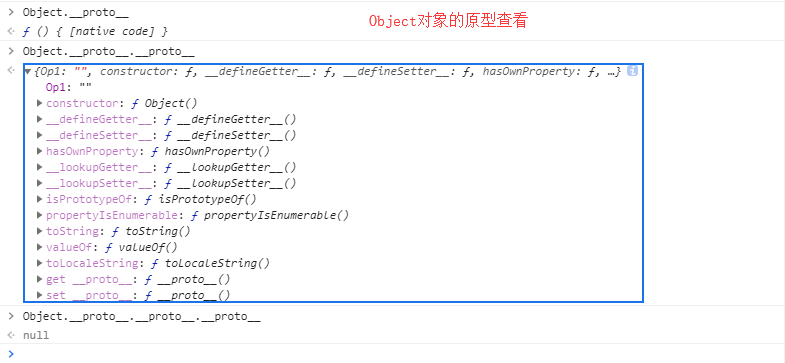 Object.__proto__
Object对象的原型查看
ƒ () { [native code] }
Object.__proto__.__proto__
{Op1: "", constructor: ƒ, __defineGetter__: ƒ, __defineSetter__: ƒ, hasOwnProperty: ƒ, …}
Op1: ""
constructor: ƒ Object()
__defineGetter__: ƒ __defineGetter__()
__defineSetter__: ƒ __defineSetter__()
hasOwnProperty: ƒ hasOwnProperty()
__lookupGetter__: ƒ __lookupGetter__()
__lookupSetter__: ƒ __lookupSetter__()
isPrototypeOf: ƒ isPrototypeOf()
propertyIsEnumerable: ƒ propertyIsEnumerable()
toString: ƒ toString()
valueOf: ƒ valueOf()
toLocaleString: ƒ toLocaleString()
get __proto__: ƒ __proto__()
set __proto__: ƒ __proto__()
Object.__proto__.__proto__.__proto__
null